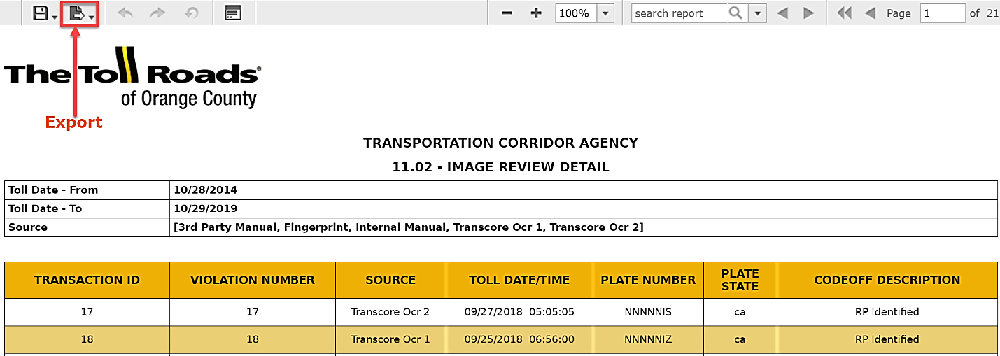 100% search report Page 1 of 21
The Toll Roads®
of Orange County
Export
TRANSPORTATION CORRIDOR AGENCY
11.02 - IMAGE REVIEW DETAIL
Toll Date - From 10/28/2014
Toll Date - To 10/29/2019
Source [3rd Party Manual, Fingerprint, Internal Manual, Transcore Ocr 1, Transcore Ocr 2]
TRANSACTION ID VIOLATION NUMBER SOURCE TOLL DATE/TIME PLATE NUMBER PLATE STATE CODEOFF DESCRIPTION
17 17 Transcore Ocr 2 09/27/2018 05:05:05 NNNNNIS ca RP Identified
18 18 Transcore Ocr 1 09/25/2018 06:56:00 NNNNNIZ ca RP Identified